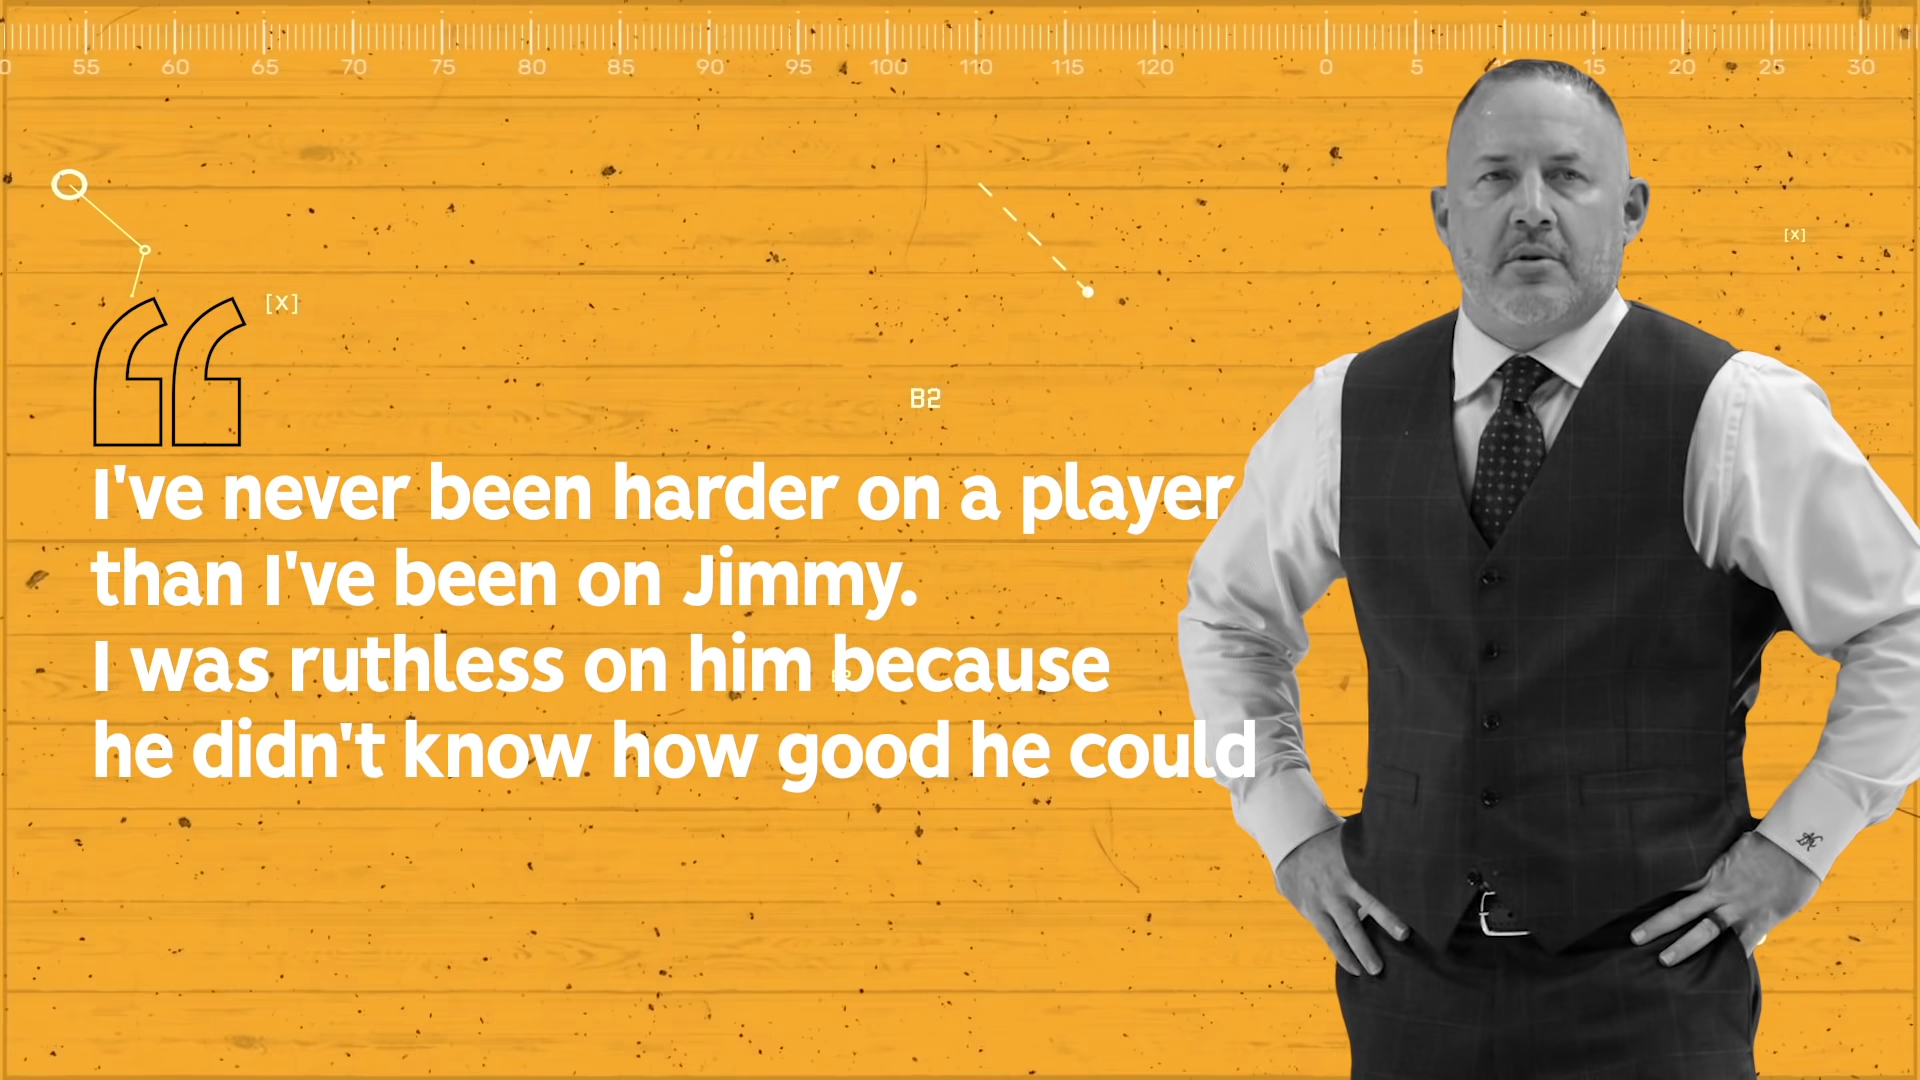 0 55 60 65 70 75 80 85 90 95 100 110 115 120 0 5 15 20 25 30
[X]
[X]
B2
I've never been harder on a player
than I've been on Jimmy.
I was ruthless on him because
he didn't know how good he could